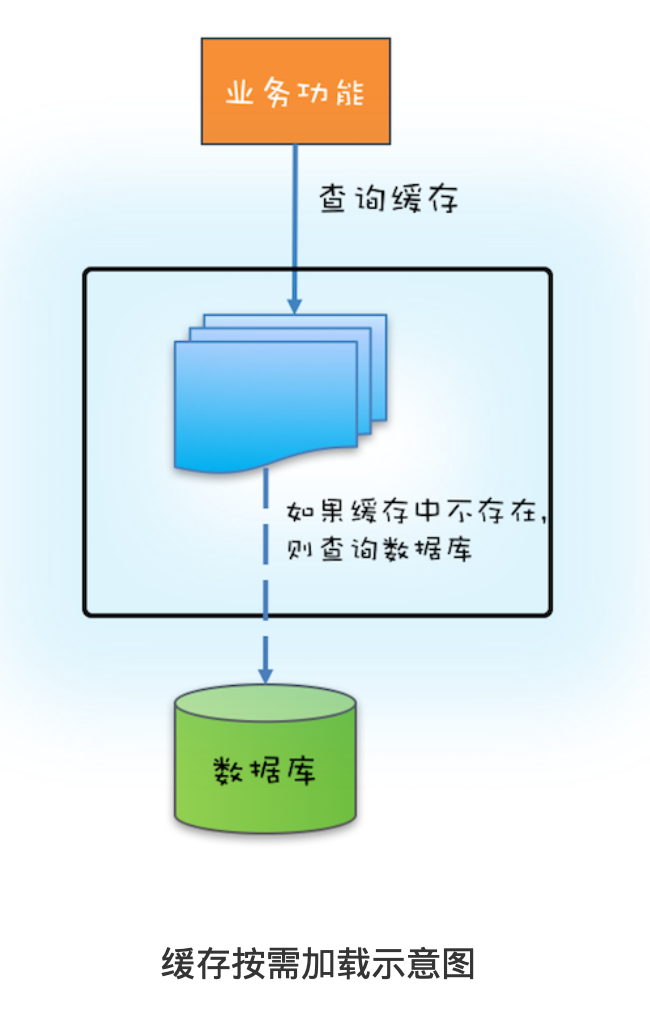 业务功能
查询缓存
如果缓存中不存在,
则查询数据库
数据库
缓存按需加载示意图